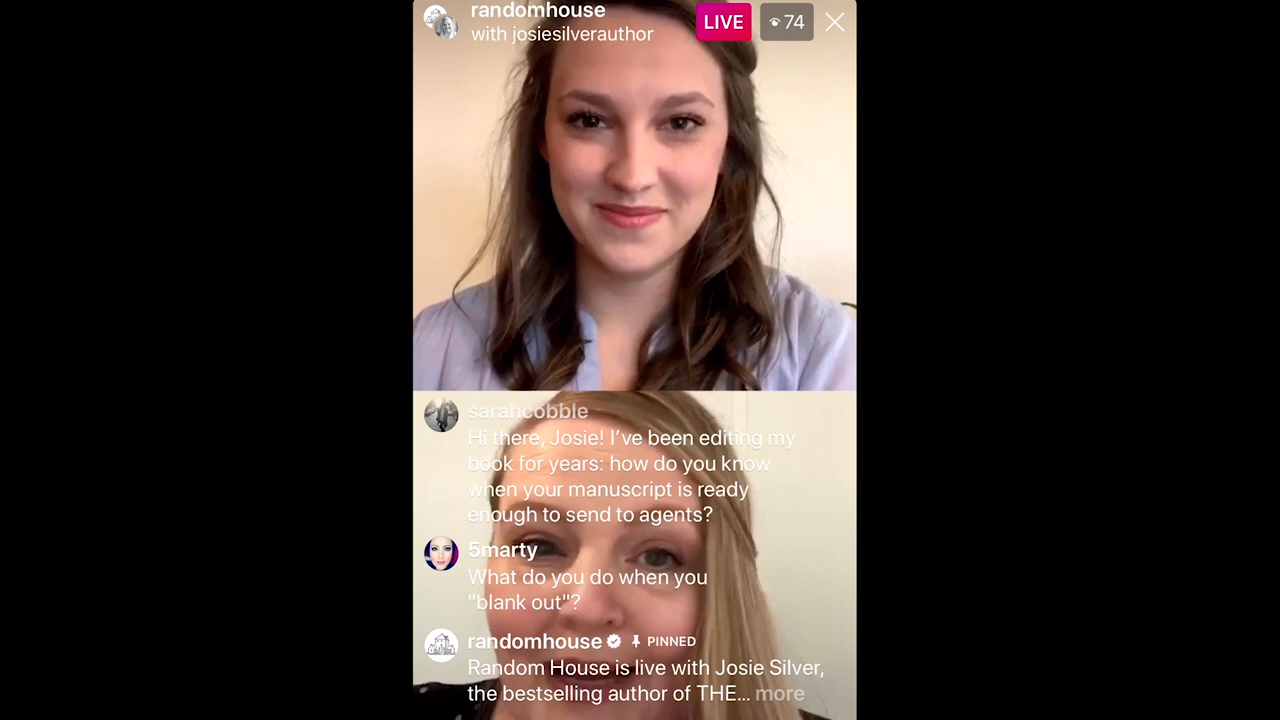 randomhouse
with josiesilverauthor
LIVE
74
sarahcobble
Hi there, Josie! I’ve been editing my
book for years: how do you know
when your manuscript is ready
enough to send to agents?
5marty
What do you do when you
"blank out"?
randomhouse PINNED
Random House is live with Josie Silver,
the bestselling author of THE... more